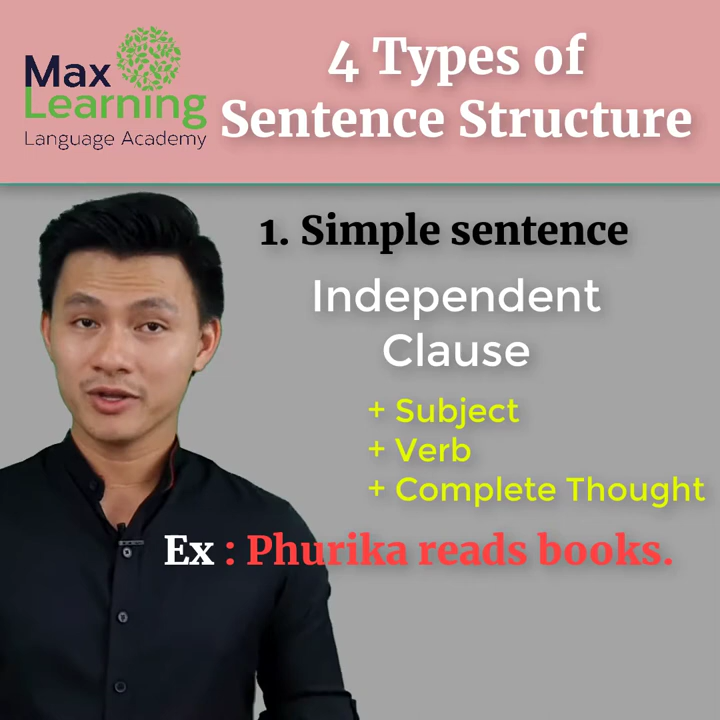 Max
Learning
Language Academy
4 Types of
Sentence Structure
1. Simple sentence
Independent
Clause
+ Subject
+ Verb
+ Complete Thought
Ex : Phurika reads books.